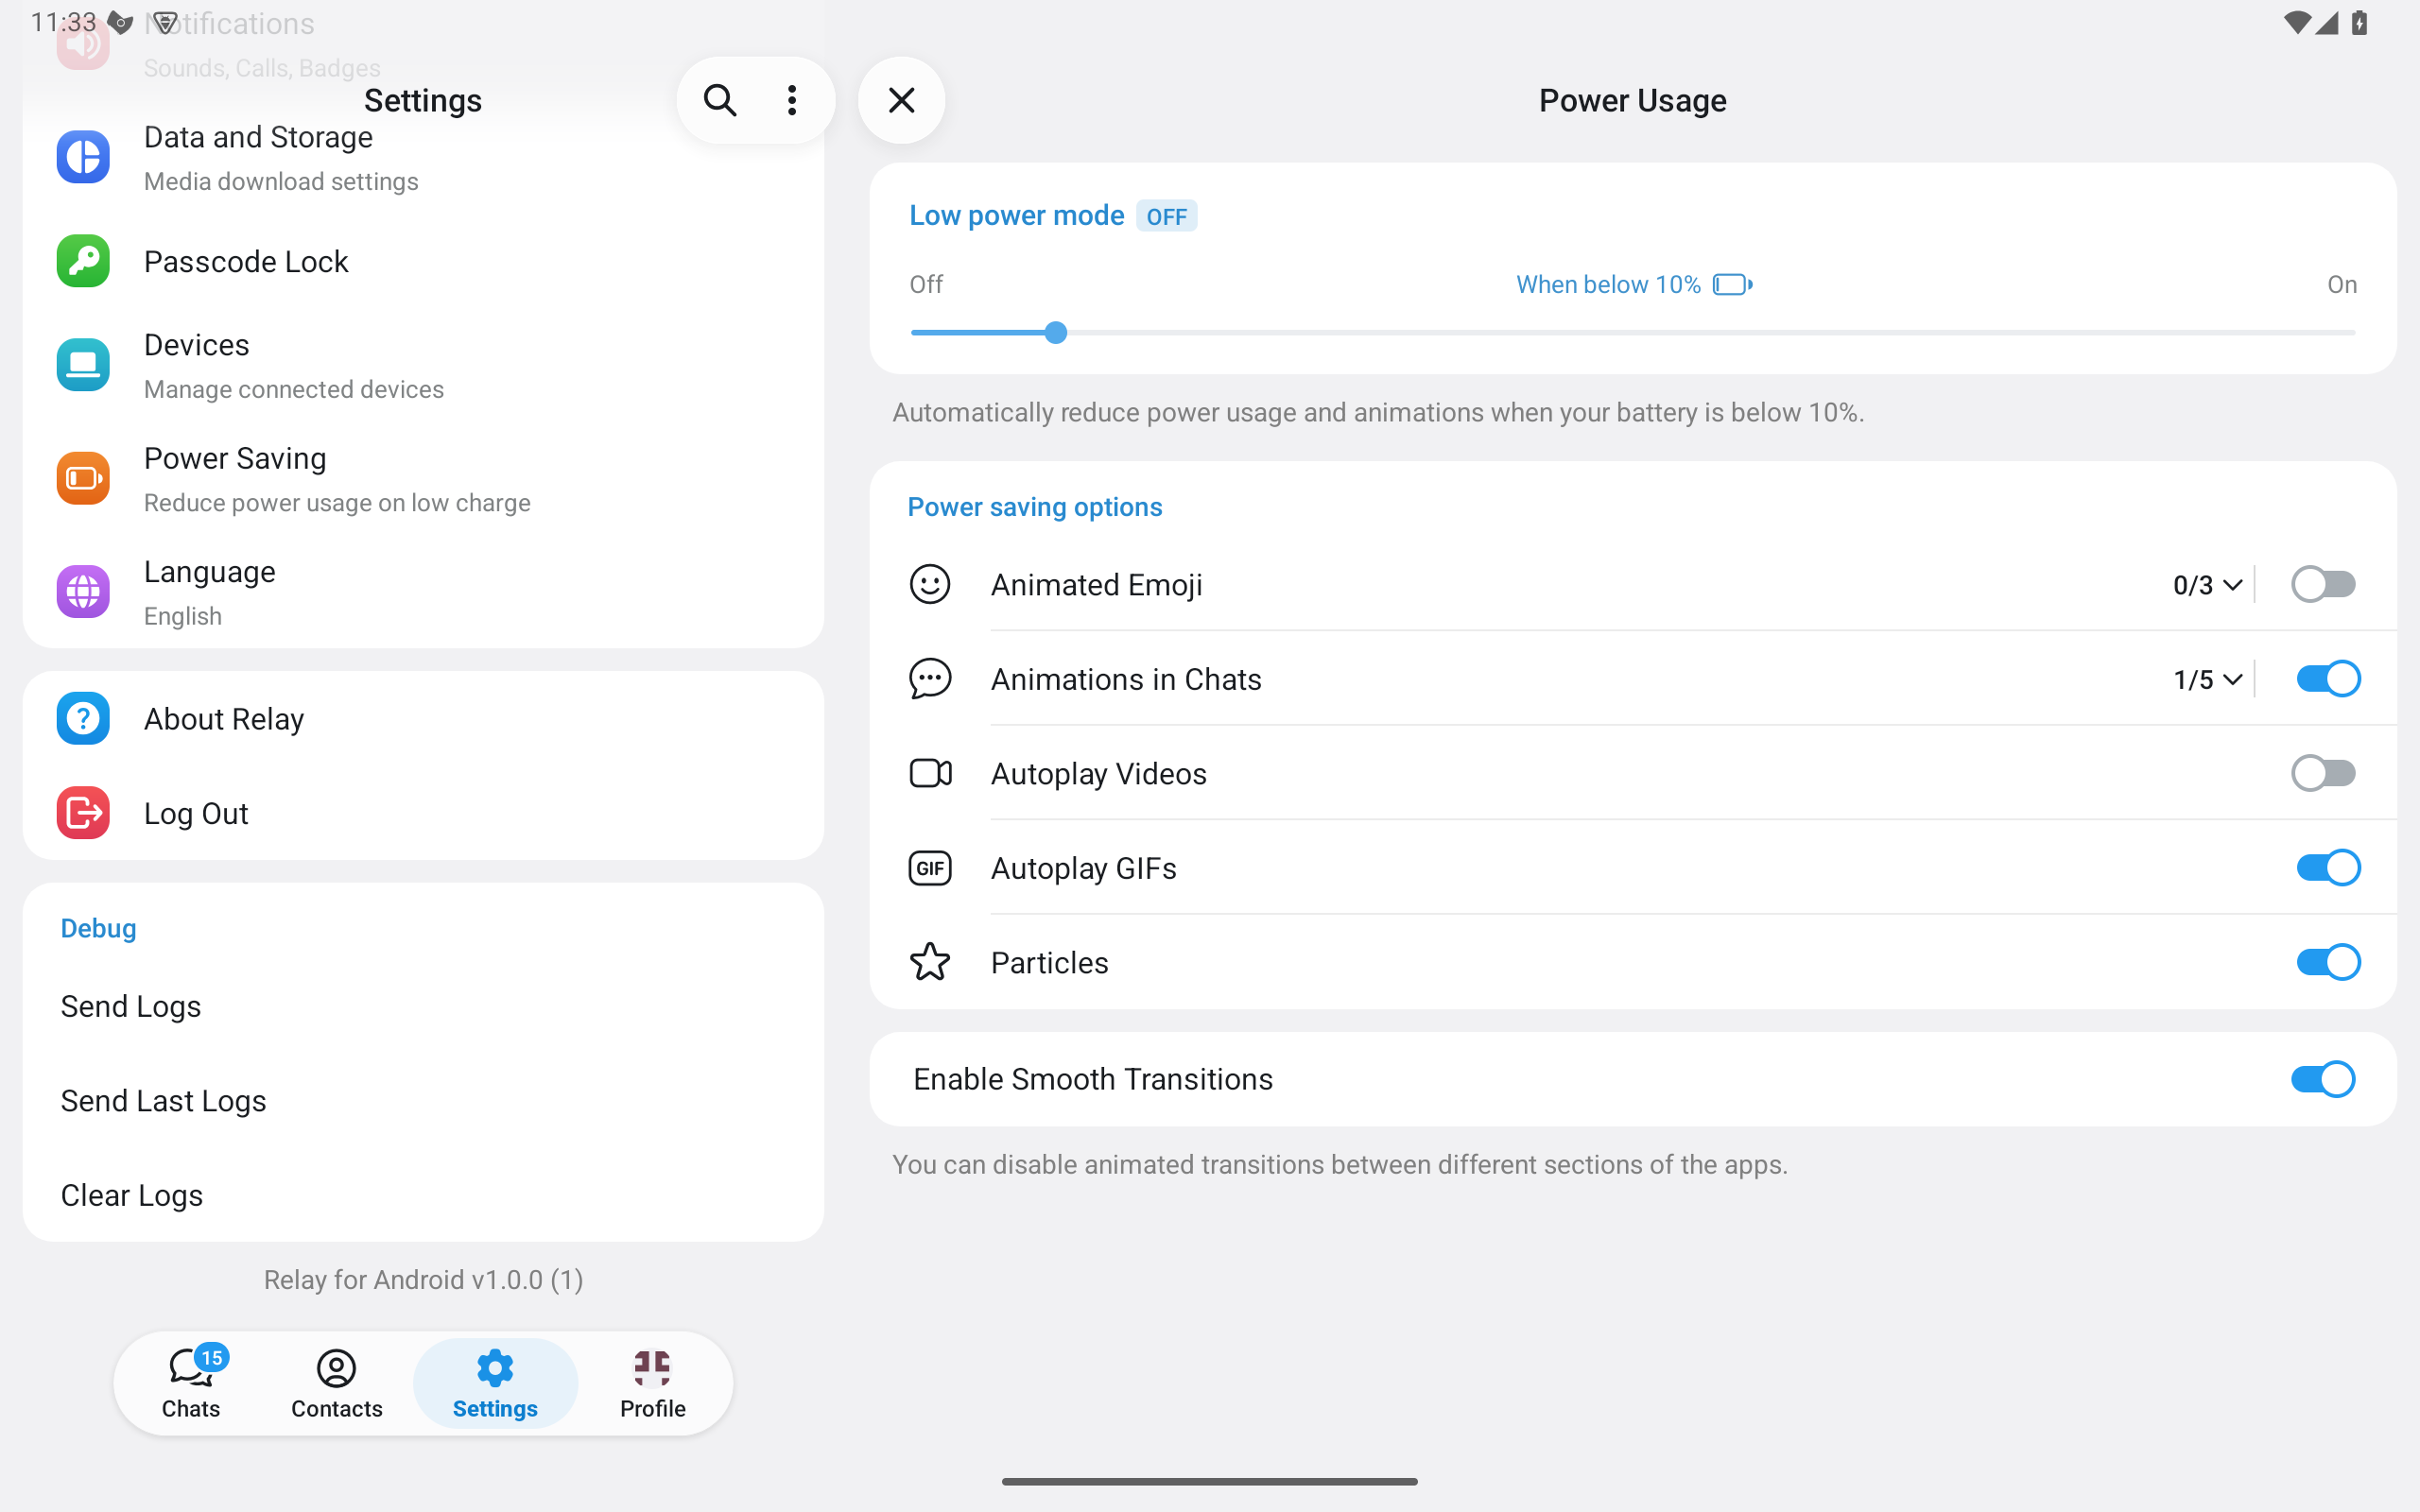 11:33
Notifications
Sounds, Calls, Badges
Settings
Data and Storage
Media download settings
Passcode Lock
Devices
Manage connected devices
Power Saving
Reduce power usage on low charge
Language
English
About Relay
Log Out
Debug
Send Logs
Send Last Logs
Clear Logs
Relay for Android v1.0.0 (1)
15
Chats
Contacts
Settings
Profile
Power Usage
Low power mode OFF
Off
When below 10%
On
Automatically reduce power usage and animations when your battery is below 10%.
Power saving options
Animated Emoji 0/3
Animations in Chats 1/5
Autoplay Videos
GIF Autoplay GIFs
Particles
Enable Smooth Transitions
You can disable animated transitions between different sections of the apps.